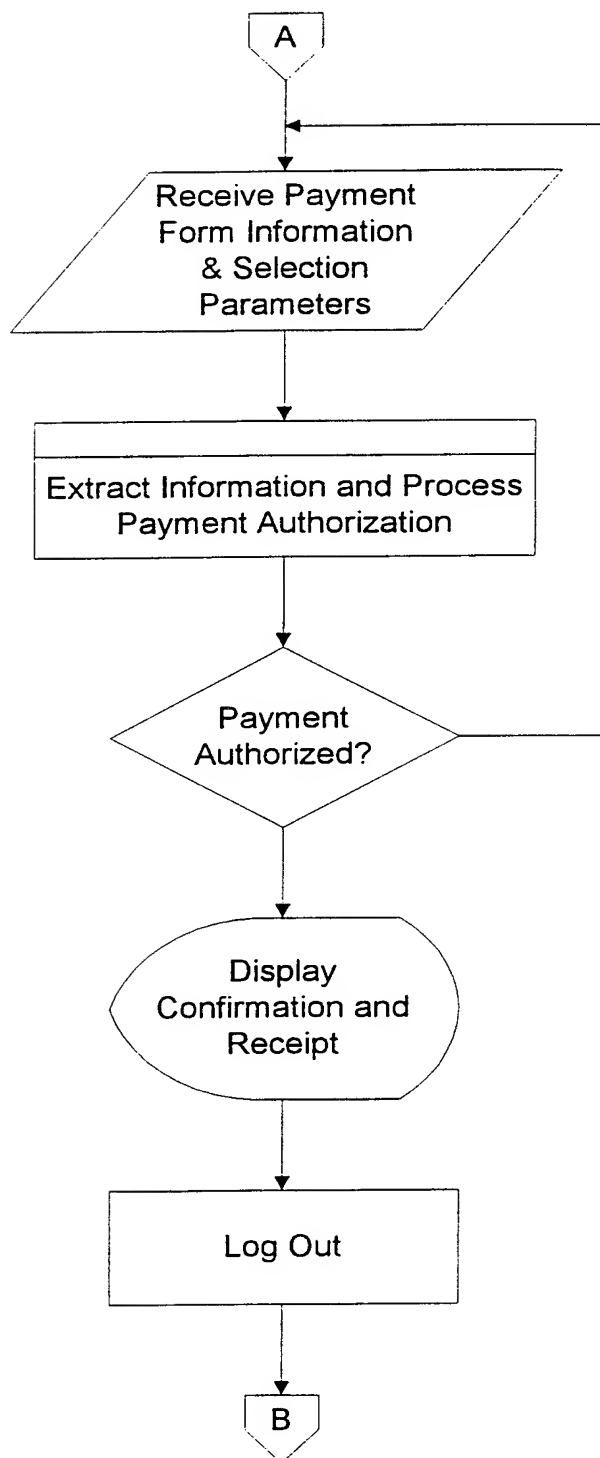 A
Receive Payment
Form Information
& Selection
Parameters
Extract Information and Process
Payment Authorization
Payment
Authorized?
Display
Confirmation and
Receipt
Log Out
B